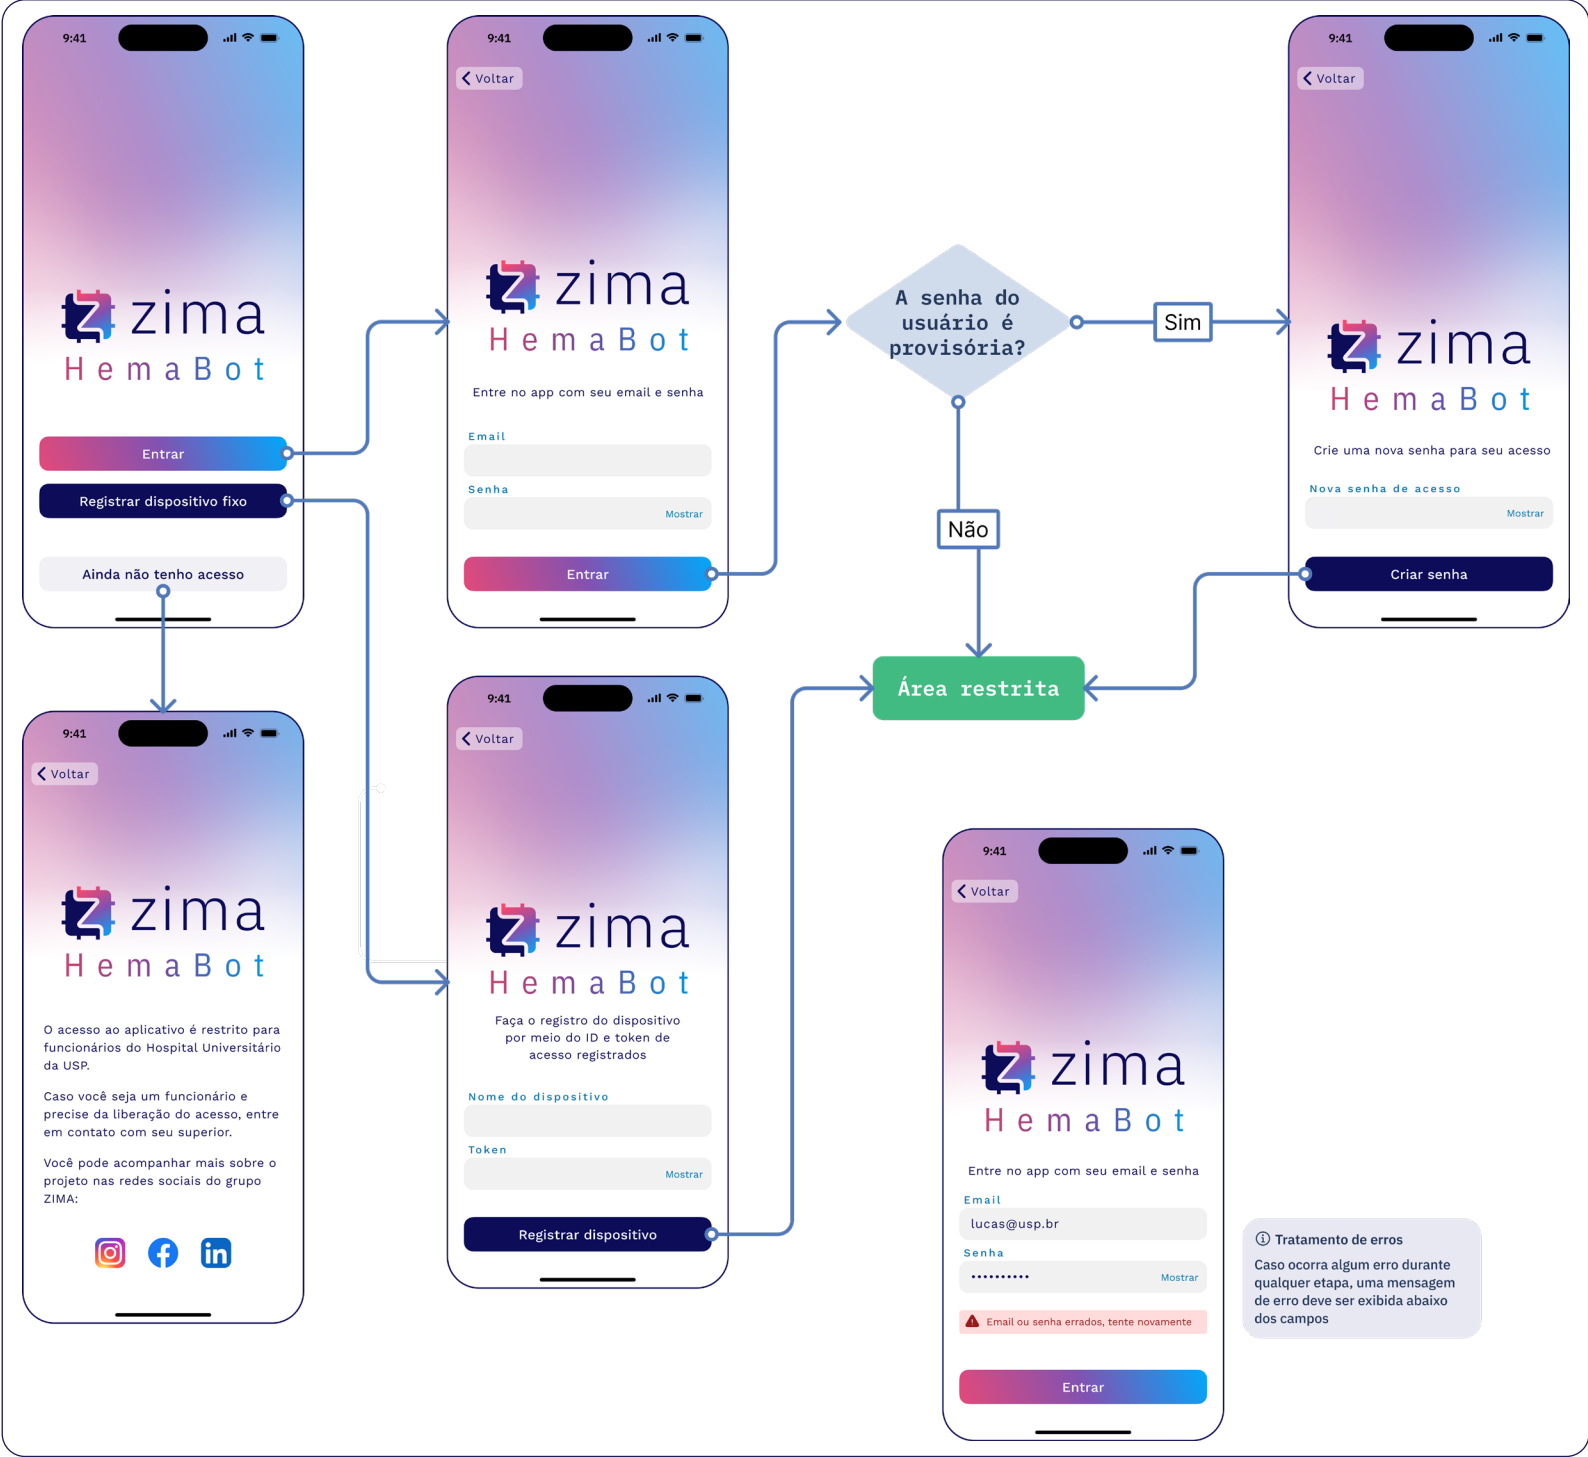 9:41
zima
HemaBot
Entrar
Registrar dispositivo fixo
Ainda não tenho acesso
9:41
Voltar
zima
HemaBot
Entre no app com seu email e senha
Email
Senha
Mostrar
Entrar
A senha do
usuário é
provisória?
Sim
Não
9:41
Voltar
zima
HemaBot
Crie uma nova senha para seu acesso
Nova senha de acesso
Mostrar
Criar senha
Área restrita
9:41
Voltar
zima
HemaBot
O acesso ao aplicativo é restrito para
funcionários do Hospital Universitário
da USP.
Caso você seja um funcionário e
precise da liberação do acesso, entre
em contato com seu superior.
Você pode acompanhar mais sobre o
projeto nas redes sociais do grupo
ZIMA:
in
9:41
Voltar
zima
HemaBot
Faça o registro do dispositivo
por meio do ID e token de
acesso registrados
Nome do dispositivo
Token
Mostrar
Registrar dispositivo
9:41
Voltar
zima
HemaBot
Entre no app com seu email e senha
Email
lucas@usp.br
Senha
••••••••••
Mostrar
Email ou senha errados, tente novamente
Entrar
Tratamento de erros
Caso ocorra algum erro durante
qualquer etapa, uma mensagem
de erro deve ser exibida abaixo
dos campos